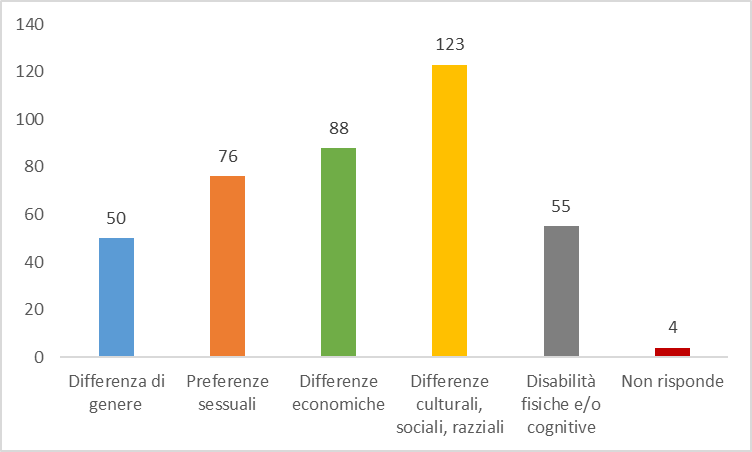 140
120
100
80
60
40
20
0
50
76
88
123
55
4
Differenza di
genere
Preferenze
sessuali
Differenze
economiche
Differenze
culturali,
sociali, razziali
Disabilità
fisiche e/o
cognitive
Non risponde